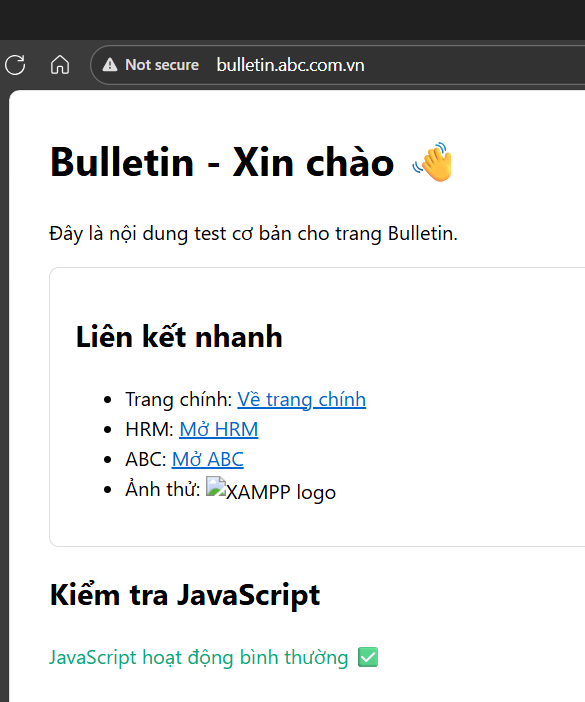 Not secure bulletin.abc.com.vn
Bulletin - Xin chào 👋
Đây là nội dung test cơ bản cho trang Bulletin.
Liên kết nhanh
• Trang chính: Về trang chính
• HRM: Mở HRM
• ABC: Mở ABC
• Ảnh thử: XAMPP logo
Kiểm tra JavaScript
JavaScript hoạt động bình thường ✅